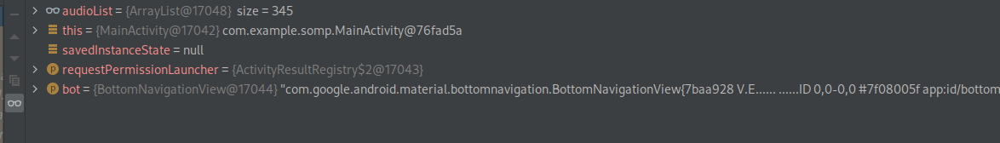 audioList = {ArrayList@17048} size = 345
this = {MainActivity@17042} com.example.somp.MainActivity@76fad5a
savedInstanceState = null
p requestPermissionLauncher = {ActivityResultRegistry$2@17043}
p bot = {BottomNavigationView@17044} "com.google.android.material.bottomnavigation.BottomNavigationView{7baa928 V.E...... ......ID 0,0-0,0 #7f08005f app:id/bottom